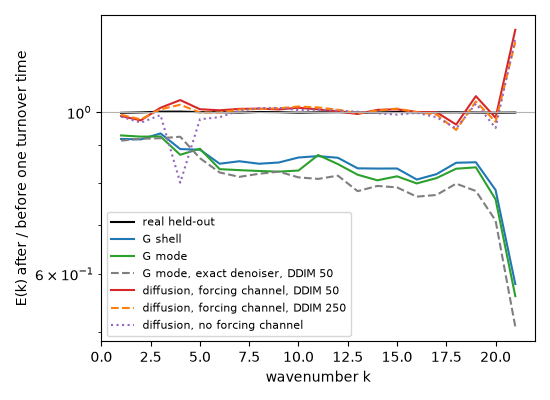 E(k) after / before one turnover time
10⁰
6 × 10⁻¹
real held-out
G shell
G mode
G mode, exact denoiser, DDIM 50
diffusion, forcing channel, DDIM 50
diffusion, forcing channel, DDIM 250
diffusion, no forcing channel
0.0 2.5 5.0 7.5 10.0 12.5 15.0 17.5 20.0
wavenumber k